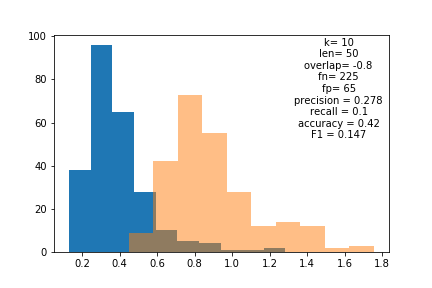 100
80
60
40
20
0
0.2 0.4 0.6 0.8 1.0 1.2 1.4 1.6 1.8
k= 10
len= 50
overlap= -0.8
fn= 225
fp= 65
precision = 0.278
recall = 0.1
accuracy = 0.42
F1 = 0.147